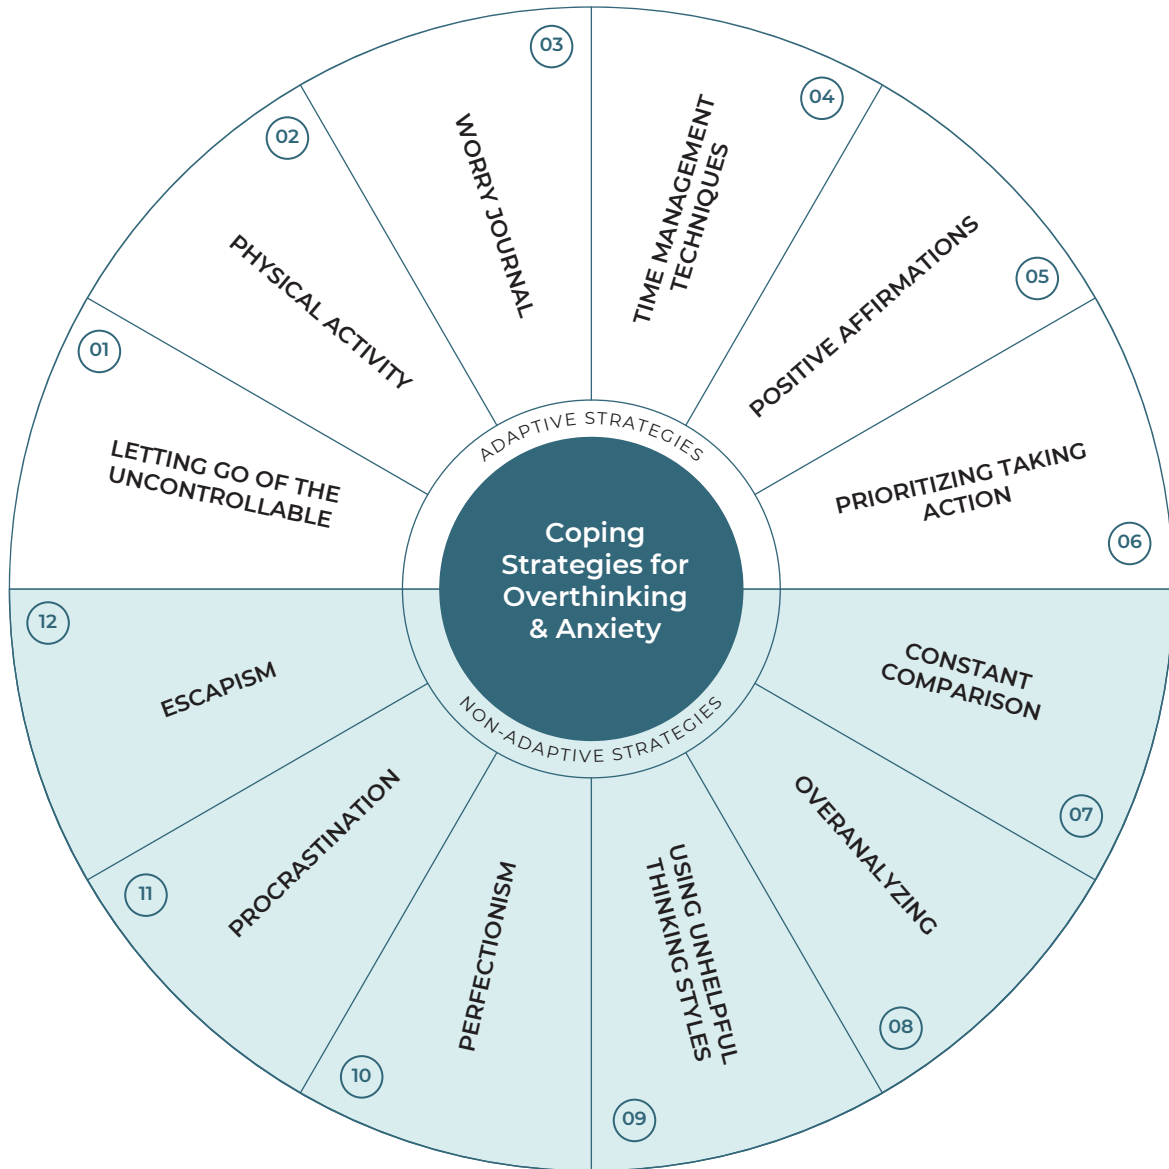 Coping
Strategies for
Overthinking
& Anxiety
ADAPTIVE STRATEGIES
01
LETTING GO OF THE
UNCONTROLLABLE
02
PHYSICAL ACTIVITY
03
WORRY JOURNAL
04
TIME MANAGEMENT
TECHNIQUES
05
POSITIVE AFFIRMATIONS
06
PRIORITIZING TAKING
ACTION
NON-ADAPTIVE STRATEGIES
07
CONSTANT
COMPARISON
08
OVERANALYZING
09
USING UNHELPFUL
THINKING STYLES
10
PERFECTIONISM
11
PROCRASTINATION
12
ESCAPISM